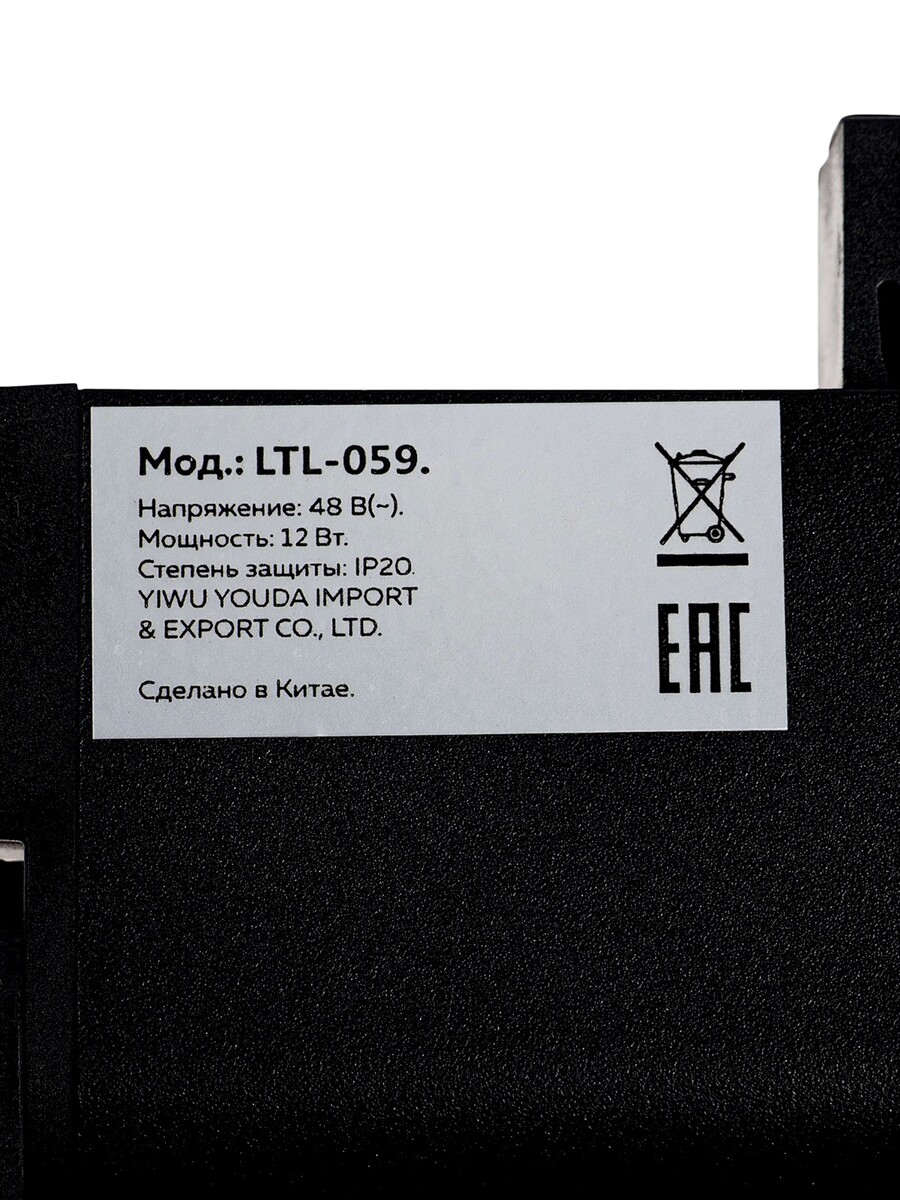 Мод.: LTL-059.
Напряжение: 48 В(~).
Мощность: 12 Вт.
Степень защиты: IP20.
YIWU YOUDA IMPORT
& EXPORT CO., LTD.
Сделано в Китае.
EAC